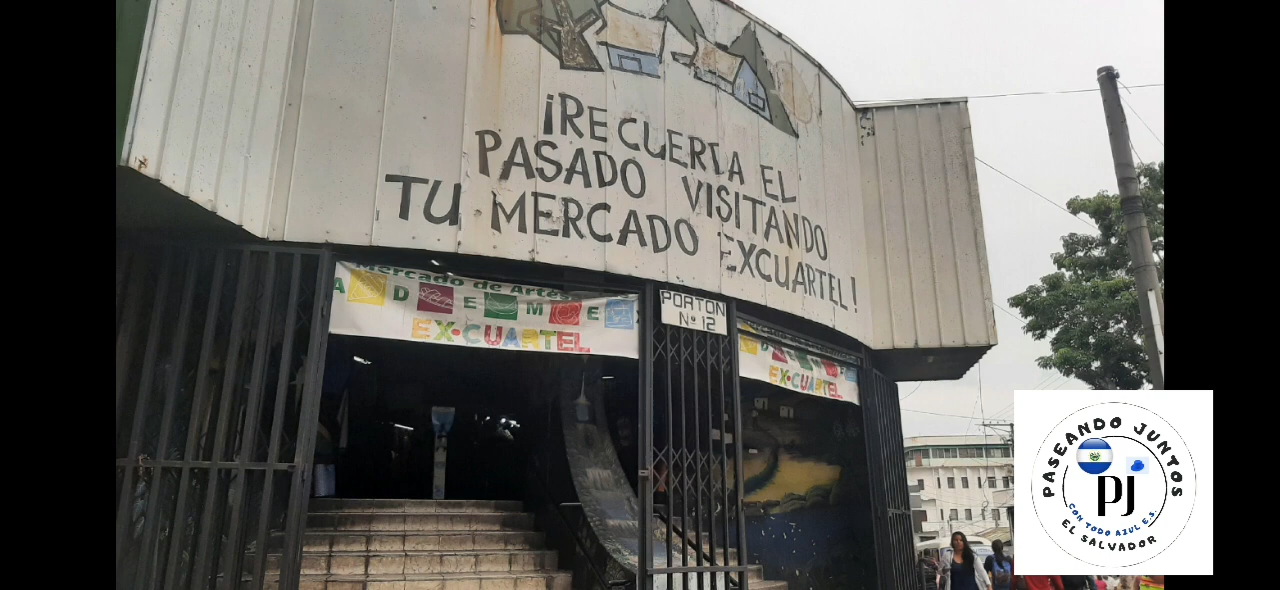 ¡RECUERDA EL
PASADO VISITANDO
TU MERCADO EXCUARTEL!
Mercado de Artes
A D E M E
EX-CUARTEL
PORTON
Nº 12
EX-CUARTEL
PASEANDO JUNTOS
PJ
CON TODO AZUL E.S.
EL SALVADOR